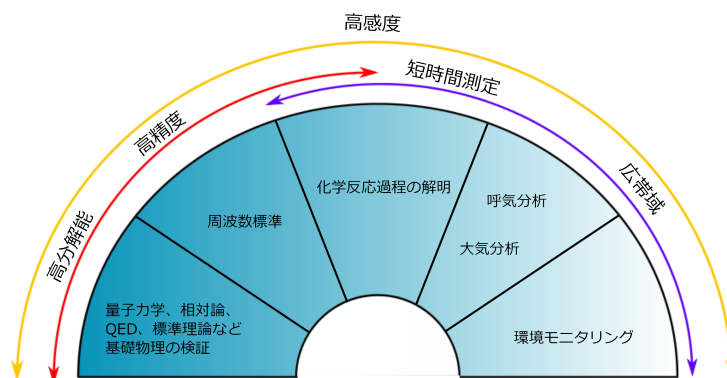 高感度
短時間測定
高精度
広帯域
高分解能
化学反応過程の解明
呼気分析
周波数標準
大気分析
量子力学、相対論、
QED、標準理論など
基礎物理の検証
環境モニタリング